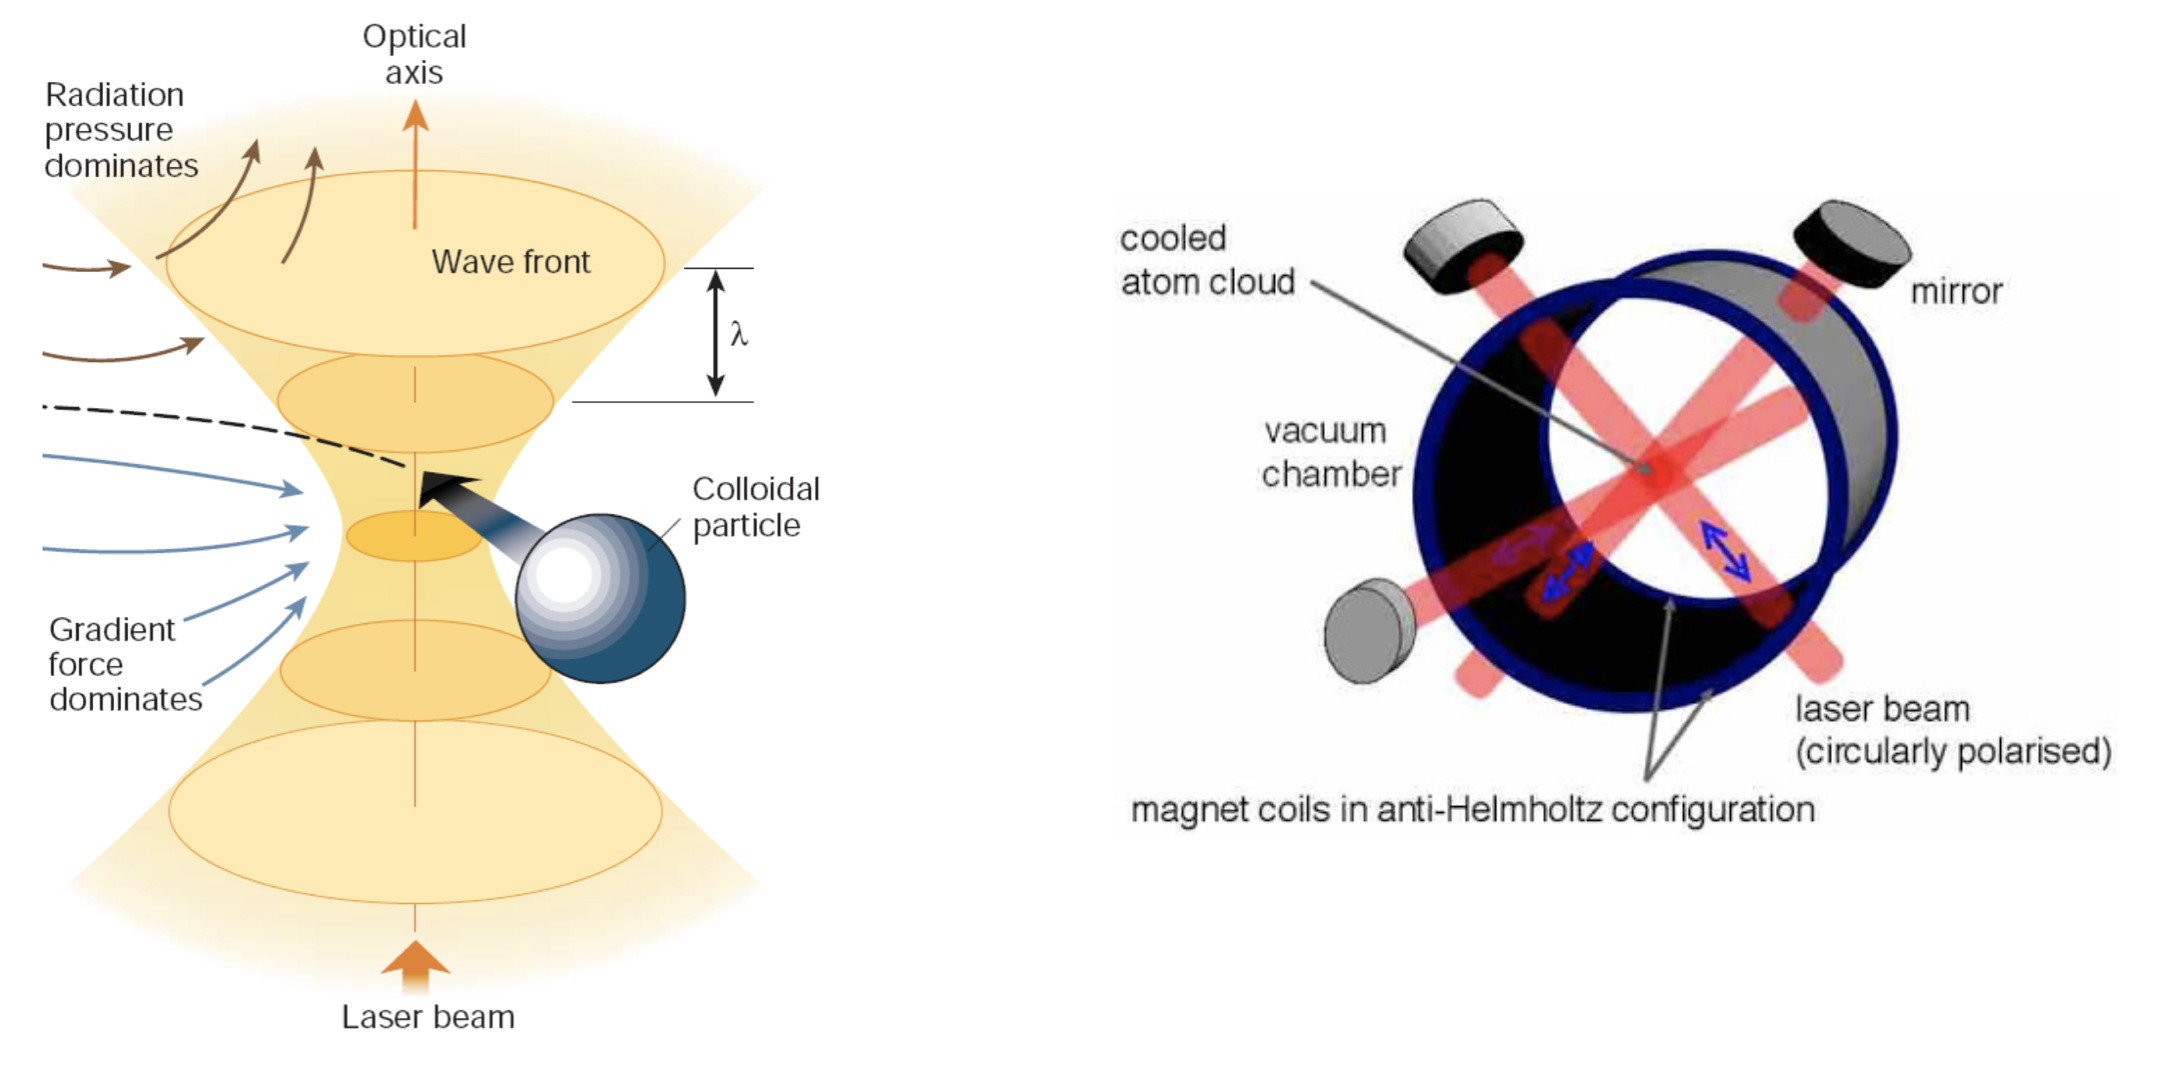 Optical
axis
Radiation
pressure
dominates
Wave front
λ
Colloidal
particle
Gradient
force
dominates
Laser beam
cooled
atom cloud
mirror
vacuum
chamber
laser beam
(circularly polarised)
magnet coils in anti-Helmholtz configuration